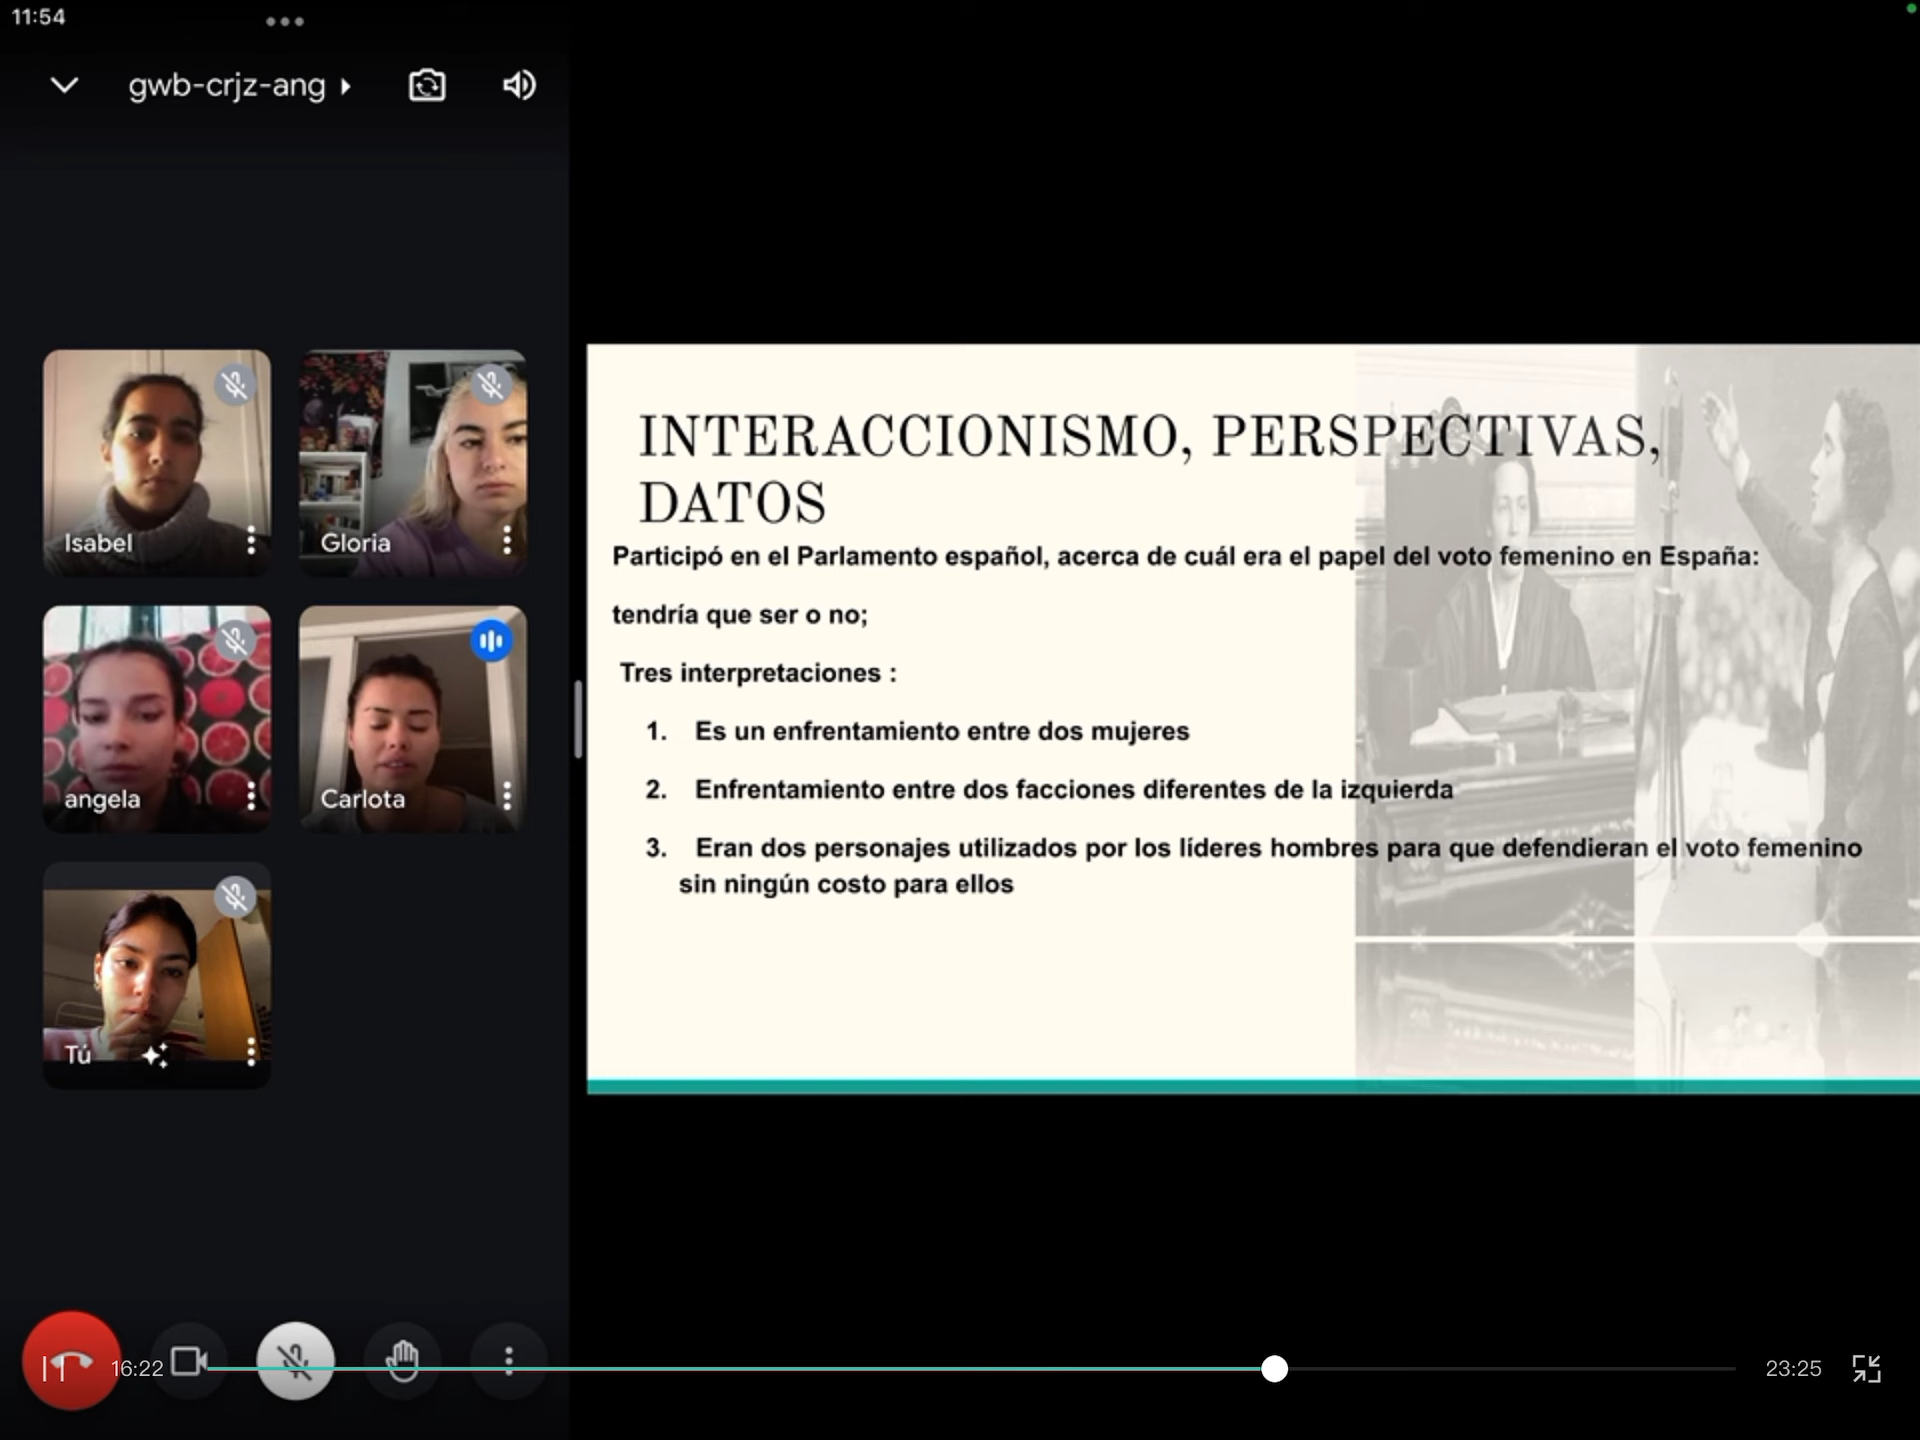 11:54
gwb-crjz-ang
Isabel
Gloria
angela
Carlota
Tú
INTERACCIONISMO, PERSPECTIVAS,
DATOS
Participó en el Parlamento español, acerca de cuál era el papel del voto femenino en España:
tendría que ser o no;
Tres interpretaciones :
1. Es un enfrentamiento entre dos mujeres
2. Enfrentamiento entre dos facciones diferentes de la izquierda
3. Eran dos personajes utilizados por los líderes hombres para que defendieran el voto femenino
sin ningún costo para ellos
16:22
23:25